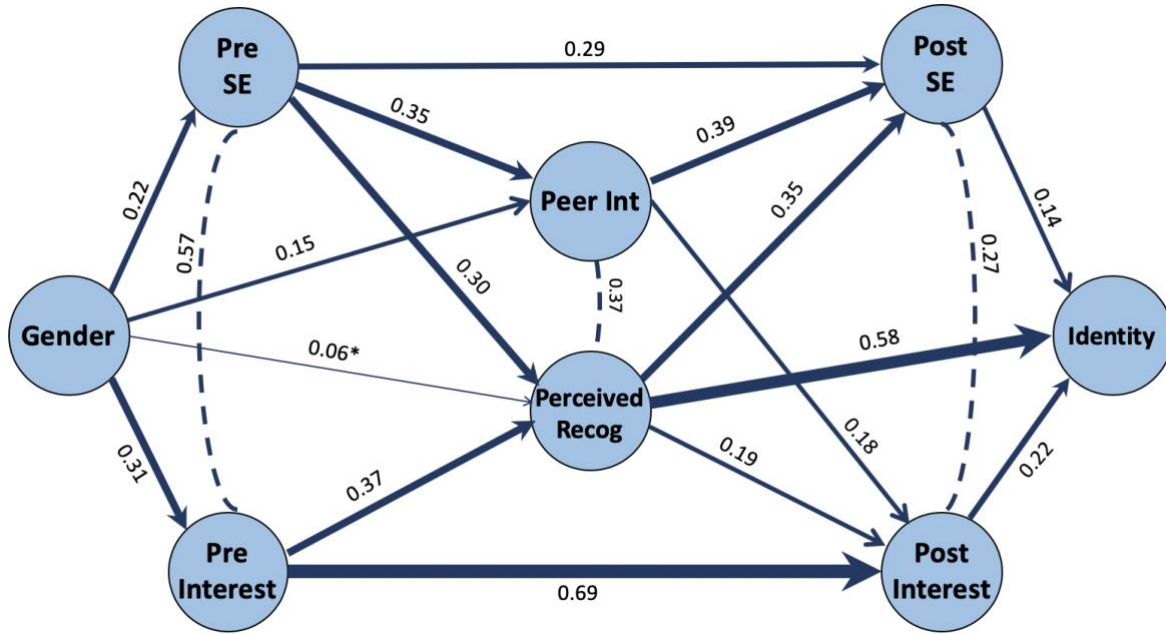 Pre
SE
Post
SE
0.29
0.35
0.39
Peer Int
0.22
0.57
0.15
0.30
0.35
0.37
0.27
0.14
Gender
0.06*
0.58
Identity
Perceived
Recog
0.31
0.37
0.19
0.18
0.22
Pre
Interest
0.69
Post
Interest